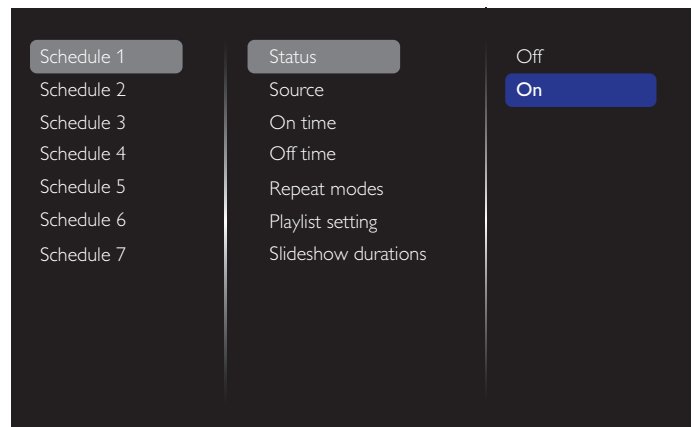 Schedule 1
Schedule 2
Schedule 3
Schedule 4
Schedule 5
Schedule 6
Schedule 7
Status
Source
On time
Off time
Repeat modes
Playlist setting
Slideshow durations
Off
On